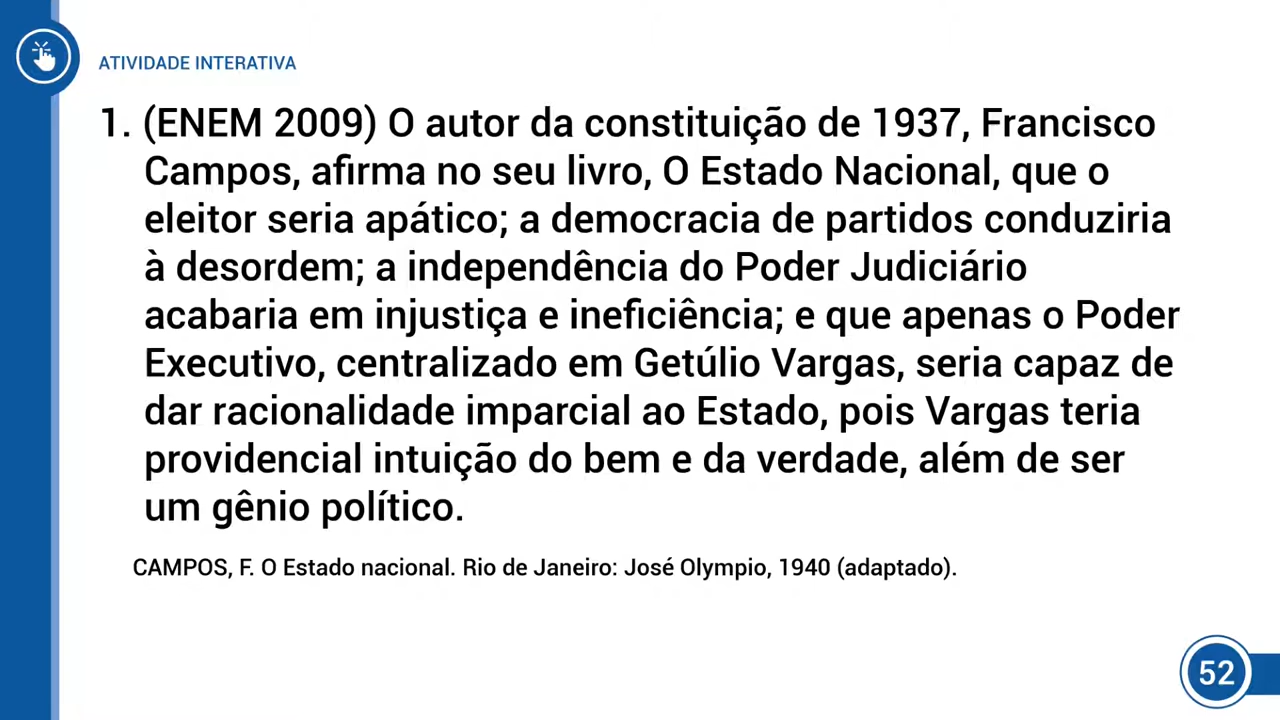 ATIVIDADE INTERATIVA
1. (ENEM 2009) O autor da constituição de 1937, Francisco
Campos, afirma no seu livro, O Estado Nacional, que o
eleitor seria apático; a democracia de partidos conduziria
à desordem; a independência do Poder Judiciário
acabaria em injustiça e ineficiência; e que apenas o Poder
Executivo, centralizado em Getúlio Vargas, seria capaz de
dar racionalidade imparcial ao Estado, pois Vargas teria
providencial intuição do bem e da verdade, além de ser
um gênio político.
CAMPOS, F. O Estado nacional. Rio de Janeiro: José Olympio, 1940 (adaptado).
52